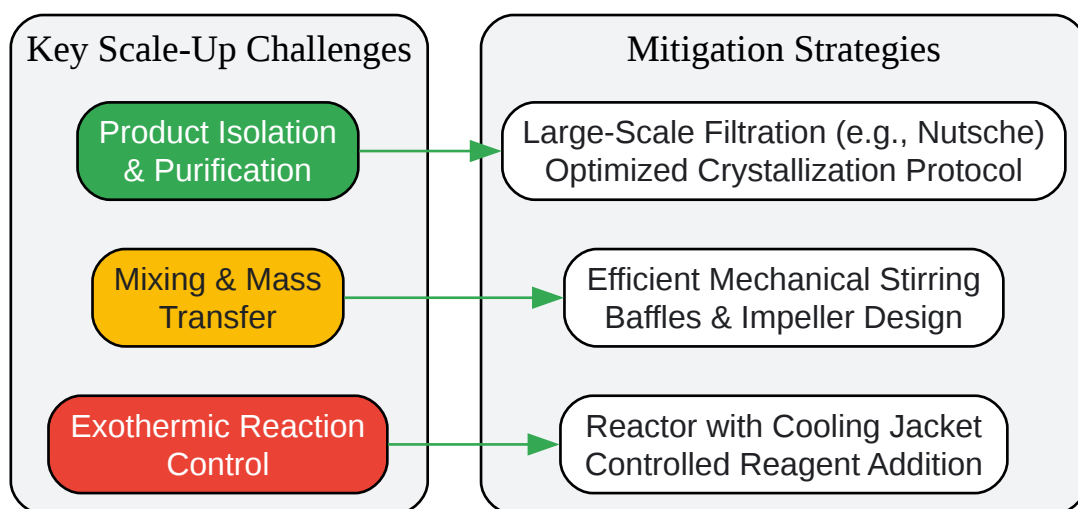 Key Scale-Up Challenges
Mitigation Strategies
Product Isolation
& Purification
Large-Scale Filtration (e.g., Nutsche)
Optimized Crystallization Protocol
Mixing & Mass
Transfer
Efficient Mechanical Stirring
Baffles & Impeller Design
Exothermic Reaction
Control
Reactor with Cooling Jacket
Controlled Reagent Addition